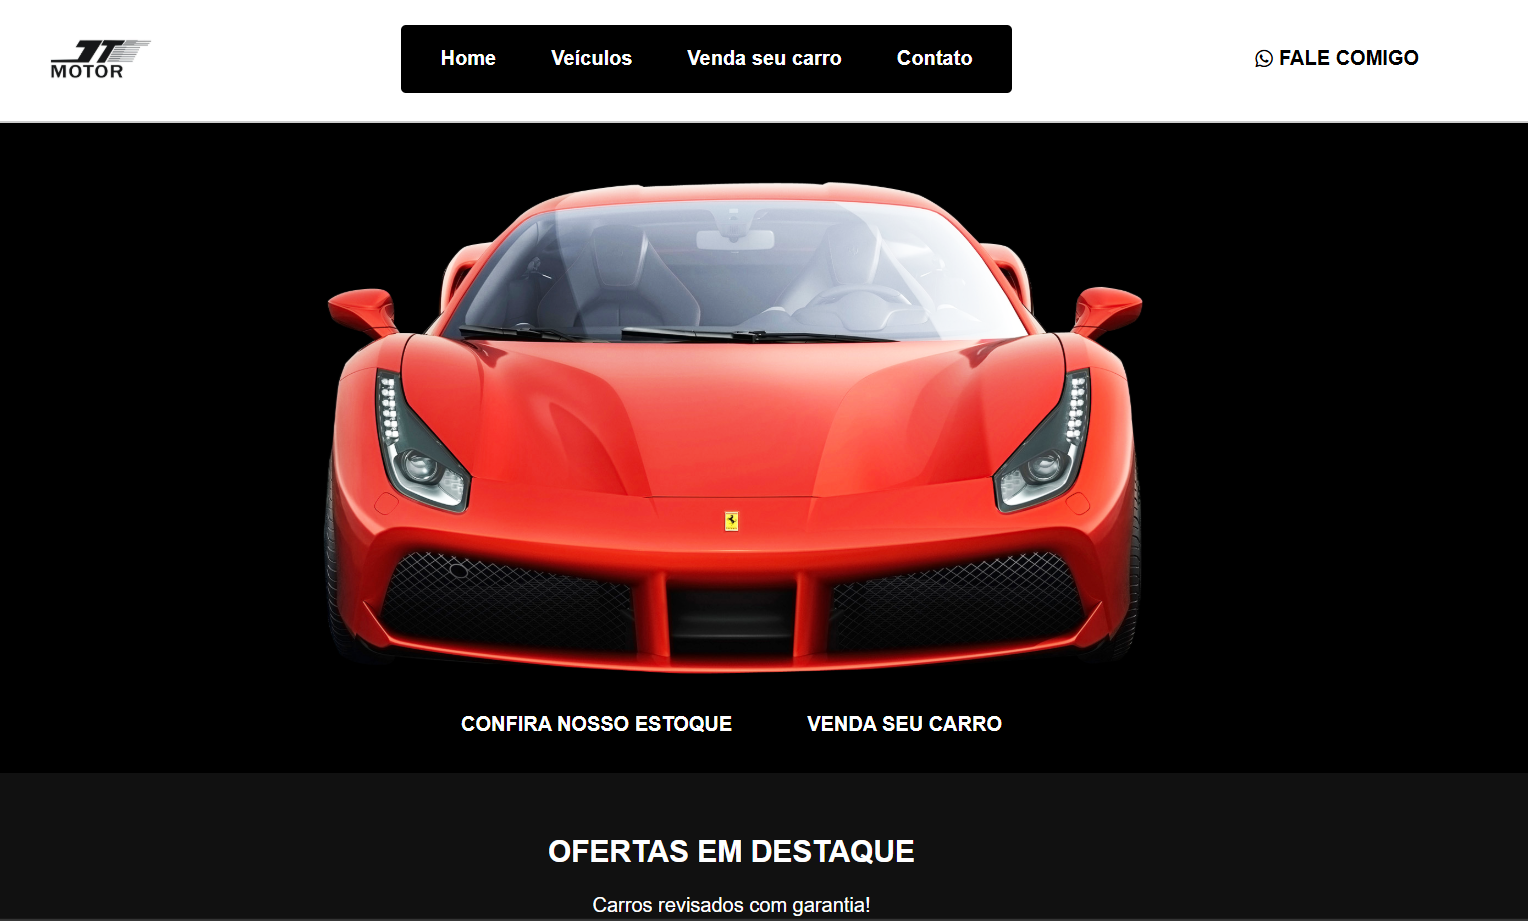 JT
MOTOR
Home Veículos Venda seu carro Contato
FALE COMIGO
CONFIRA NOSSO ESTOQUE VENDA SEU CARRO
OFERTAS EM DESTAQUE
Carros revisados com garantia!